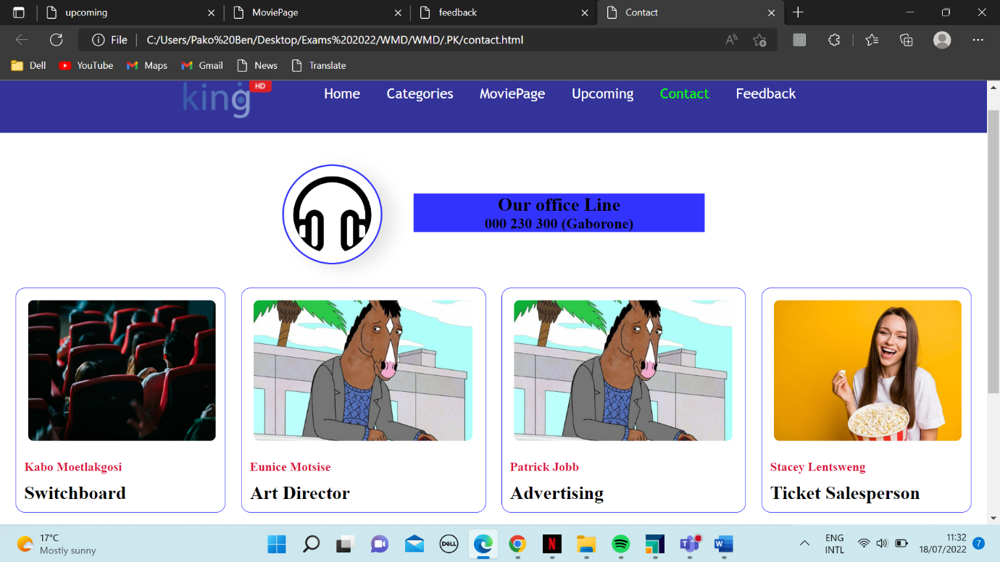 upcoming
MoviePage
feedback
Contact
File
C:/Users/Pako%20Ben/Desktop/Exams%202022/WMD/WMD/.PK/contact.html
Dell
YouTube
Maps
Gmail
News
Translate
king HD
Home
Categories
MoviePage
Upcoming
Contact
Feedback
Our office Line
000 230 300 (Gaborone)
Kabo Moetlakgosi
Switchboard
Eunice Motsise
Art Director
Patrick Jobb
Advertising
Stacey Lentsweng
Ticket Salesperson
17°C
Mostly sunny
DELL
N
T
W
ENG
INTL
11:32
18/07/2022
7